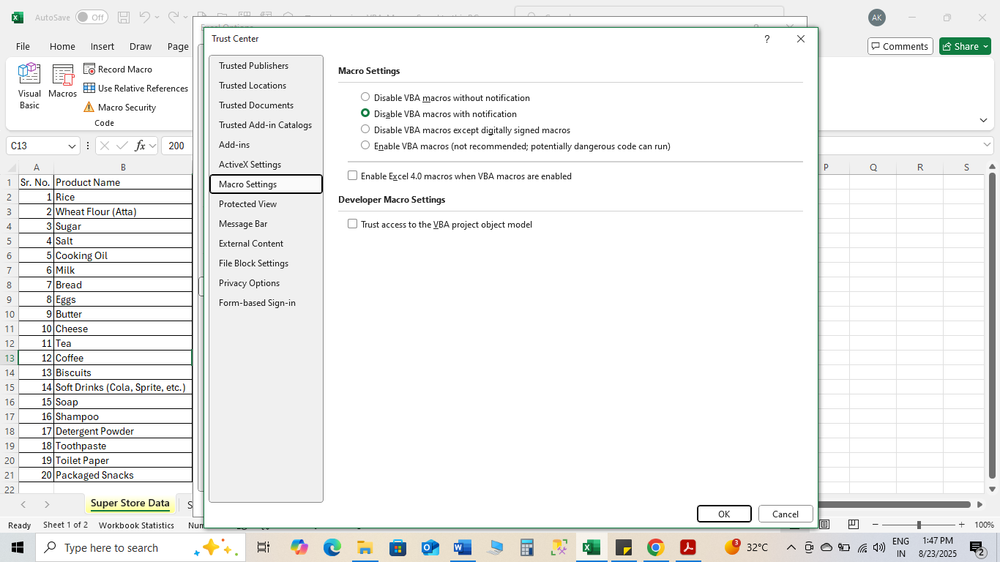 AutoSave Off
AK
Trust Center
?
File Home Insert Draw Page
Comments Share
Visual Basic
Macros
Record Macro
Use Relative References
Macro Security
Code
C13
fx
200
Trusted Publishers
Trusted Locations
Trusted Documents
Trusted Add-in Catalogs
Add-ins
ActiveX Settings
Macro Settings
Protected View
Message Bar
External Content
File Block Settings
Privacy Options
Form-based Sign-in
Macro Settings
Disable VBA macros without notification
Disable VBA macros with notification
Disable VBA macros except digitally signed macros
Enable VBA macros (not recommended; potentially dangerous code can run)
Enable Excel 4.0 macros when VBA macros are enabled
Developer Macro Settings
Trust access to the VBA project object model
OK Cancel
A B P Q R S
1 Sr. No. Product Name
2 1 Rice
3 2 Wheat Flour (Atta)
4 3 Sugar
5 4 Salt
6 5 Cooking Oil
7 6 Milk
8 7 Bread
9 8 Eggs
10 9 Butter
11 10 Cheese
12 11 Tea
13 12 Coffee
14 13 Biscuits
15 14 Soft Drinks (Cola, Sprite, etc.)
16 15 Soap
17 16 Shampoo
18 17 Detergent Powder
19 18 Toothpaste
20 19 Toilet Paper
21 20 Packaged Snacks
22
Super Store Data S
Ready Sheet 1 of 2 Workbook Statistics 100%
Type here to search
32°C
ENG
IN
1:47 PM
8/23/2025
2